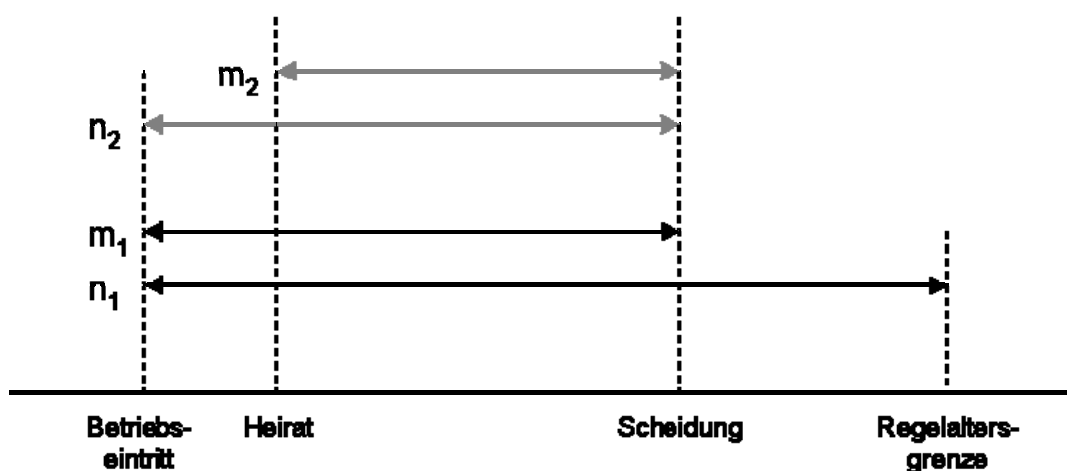 m₂
n₂
m₁
n₁
Betriebs-
eintritt
Heirat
Scheidung
Regelalters-
grenze